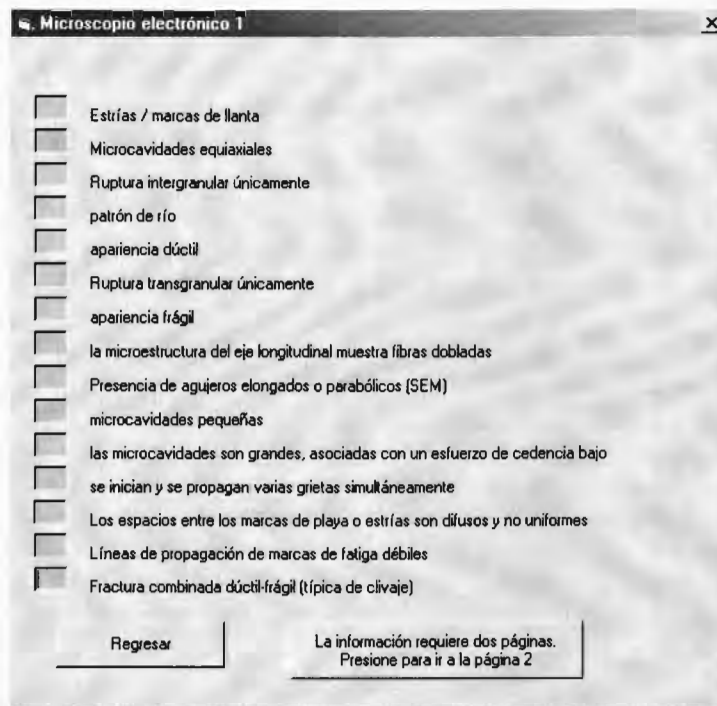 Microscopio electrónico 1
Estrías / marcas de llanta
Microcavidades equiaxiales
Ruptura intergranular únicamente
patrón de río
apariencia dúctil
Ruptura transgranular únicamente
apariencia frágil
la microestructura del eje longitudinal muestra fibras dobladas
Presencia de agujeros elongados o parabólicos (SEM)
microcavidades pequeñas
las microcavidades son grandes, asociadas con un esfuerzo de cedencia bajo
se inician y se propagan varias grietas simultáneamente
Los espacios entre los marcas de playa o estrías son difusos y no uniformes
Líneas de propagación de marcas de fatiga débiles
Fractura combinada dúctil-frágil (típica de clivaje)
Regresar
La información requiere dos páginas.
Presione para ir a la página 2